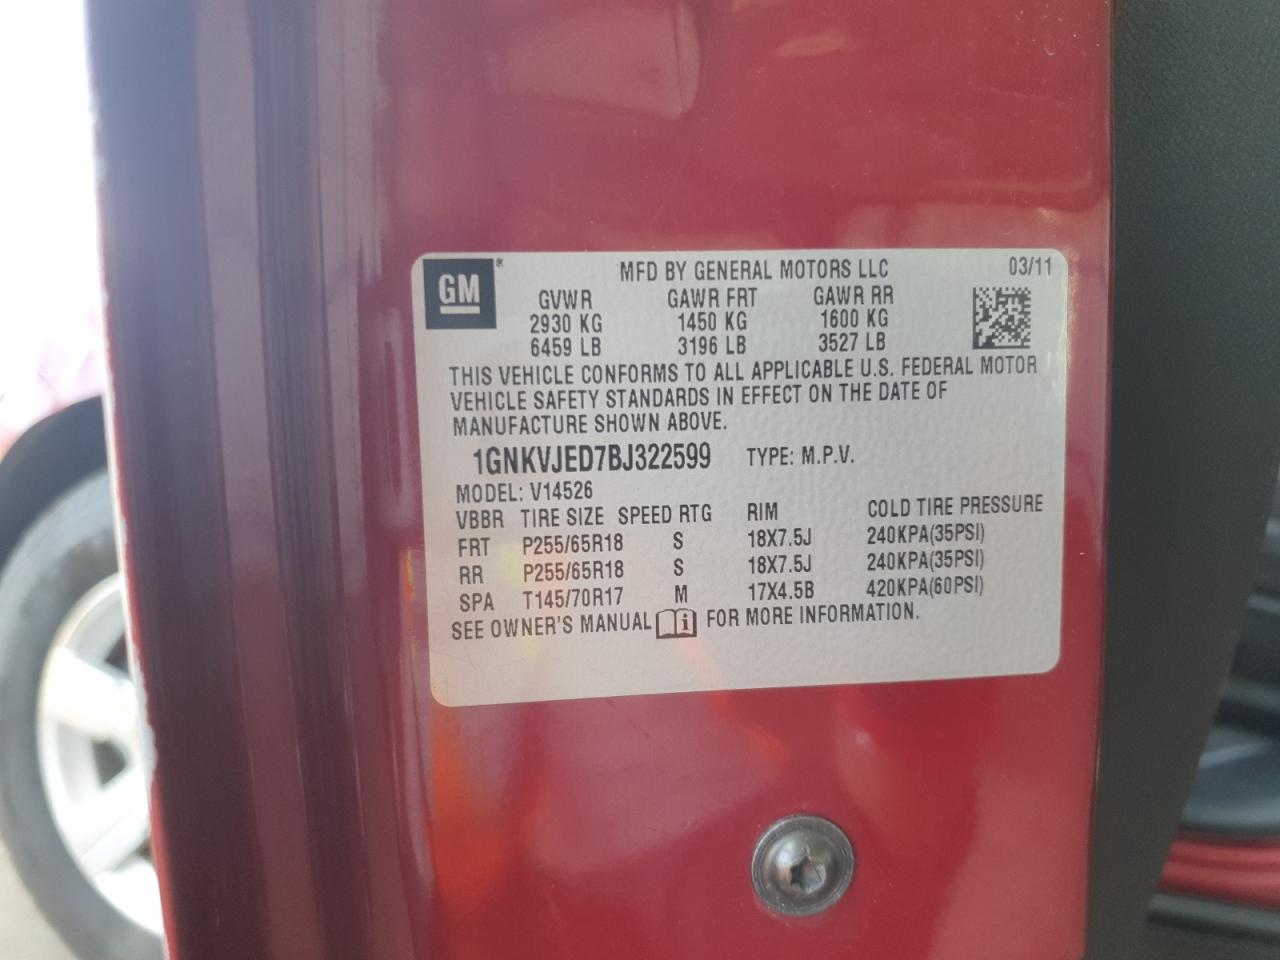 GM® MFD BY GENERAL MOTORS LLC 03/11
GVWR GAWR FRT GAWR RR
2930 KG 1450 KG 1600 KG
6459 LB 3196 LB 3527 LB
THIS VEHICLE CONFORMS TO ALL APPLICABLE U.S. FEDERAL MOTOR
VEHICLE SAFETY STANDARDS IN EFFECT ON THE DATE OF
MANUFACTURE SHOWN ABOVE.
1GNKVJED7BJ322599 TYPE: M.P.V.
MODEL: V14526
VBBR TIRE SIZE SPEED RTG RIM COLD TIRE PRESSURE
FRT P255/65R18 S 18X7.5J 240KPA(35PSI)
RR P255/65R18 S 18X7.5J 240KPA(35PSI)
SPA T145/70R17 M 17X4.5B 420KPA(60PSI)
SEE OWNER'S MANUAL i FOR MORE INFORMATION.